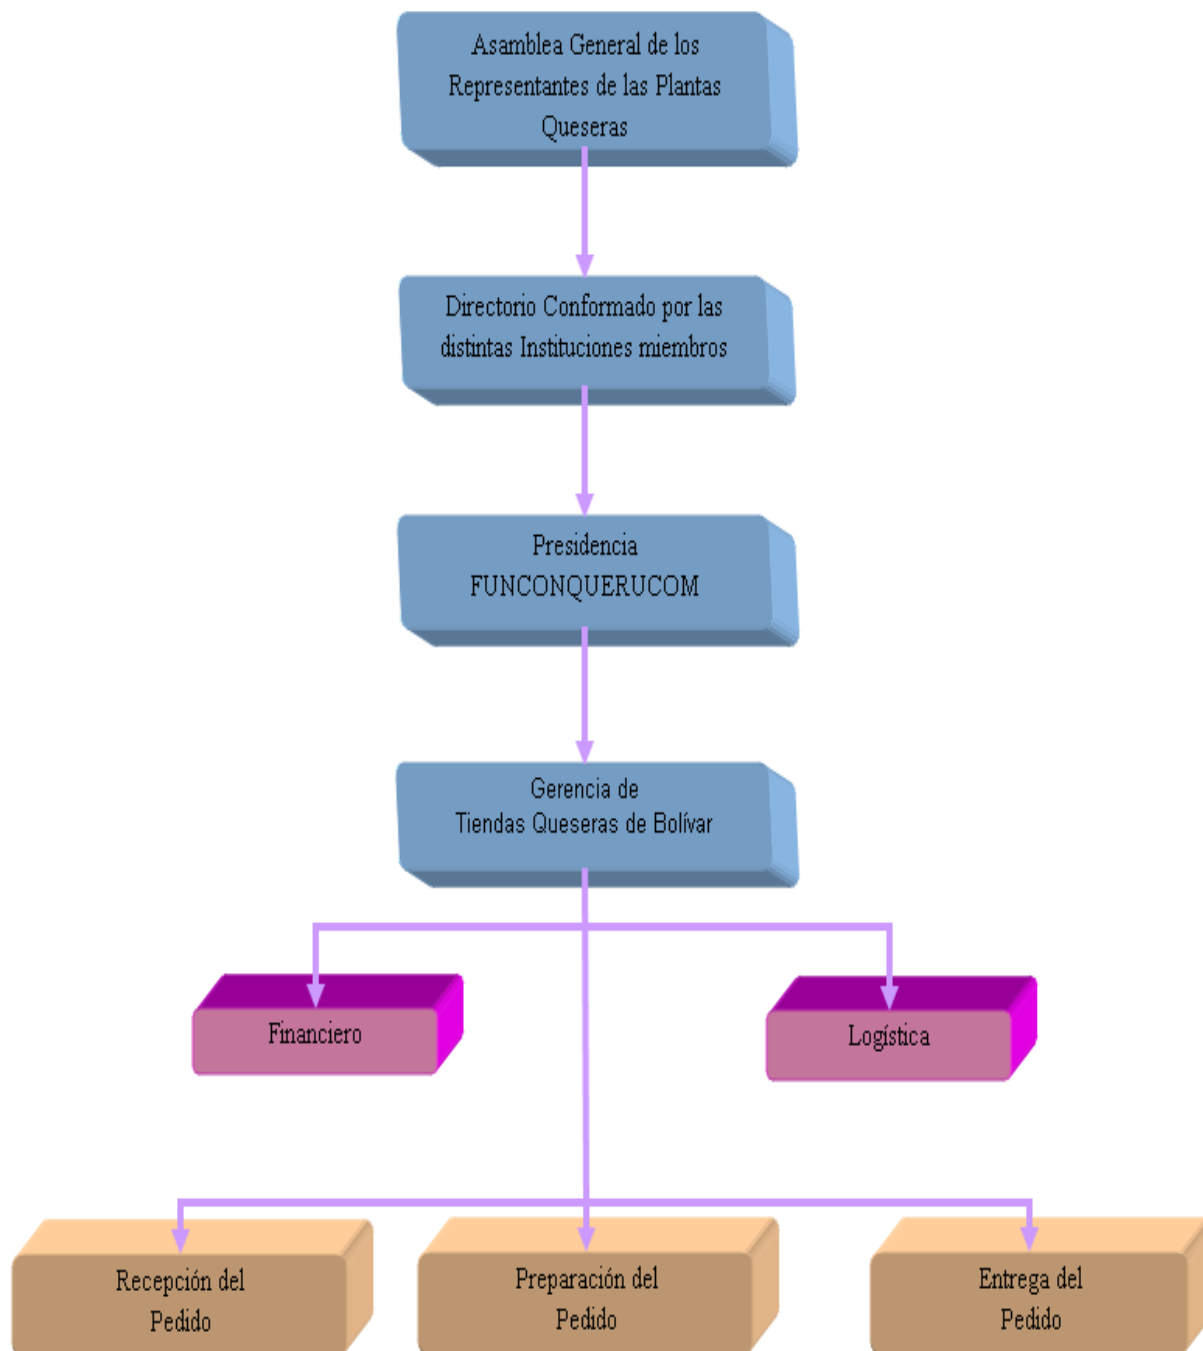 Asamblea General de los
Representantes de las Plantas
Queseras
Directorio Conformado por las
distintas Instituciones miembros
Presidencia
FUNCONQUERUCOM
Gerencia de
Tiendas Queseras de Bolívar
Financiero
Logística
Recepción del
Pedido
Preparación del
Pedido
Entrega del
Pedido